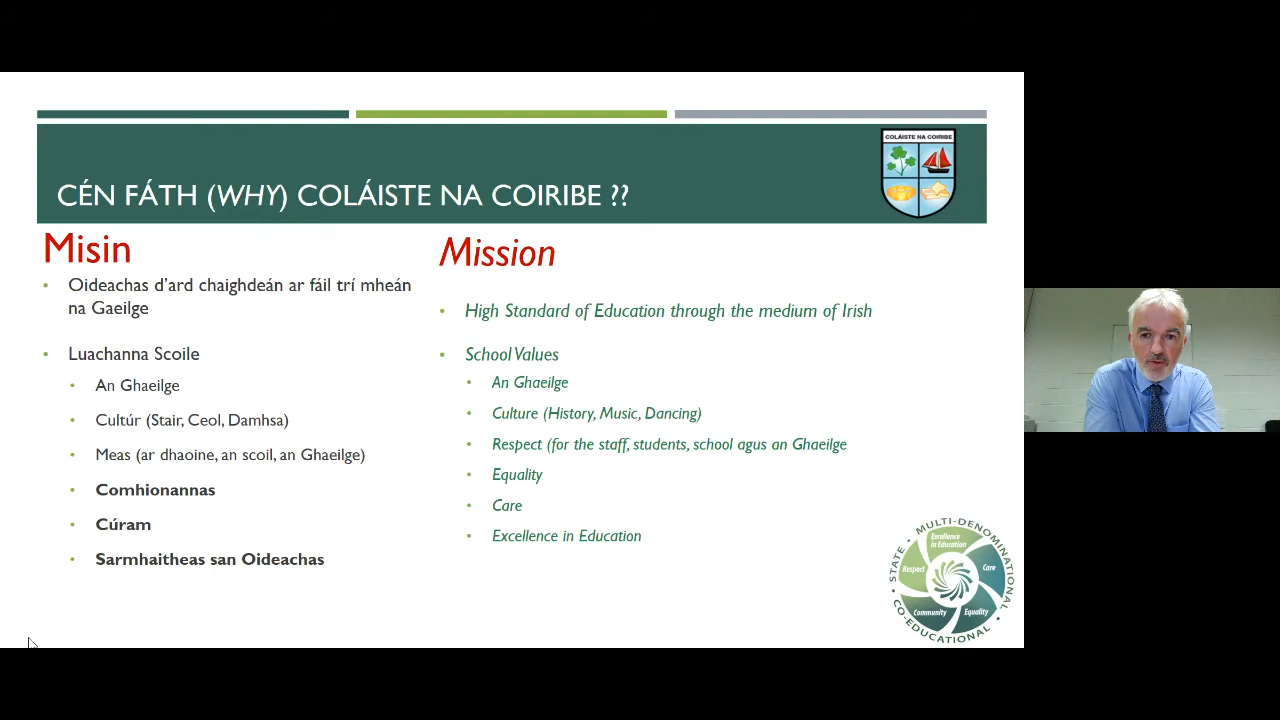 COLÁISTE NA COIRIBE
CÉN FÁTH (WHY) COLÁISTE NA COIRIBE ??
Misin
• Oideachas d'ard chaighdeán ar fáil trí mheán
na Gaeilge
• Luachanna Scoile
• An Ghaeilge
• Cultúr (Stair, Ceol, Damhsa)
• Meas (ar dhaoine, an scoil, an Ghaeilge)
• Comhionannas
• Cúram
• Sarmhaitheas san Oideachas
Mission
• High Standard of Education through the medium of Irish
• School Values
• An Ghaeilge
• Culture (History, Music, Dancing)
• Respect (for the staff, students, school agus an Ghaeilge
• Equality
• Care
• Excellence in Education
STATE • MULTI-DENOMINATIONAL • CO-EDUCATIONAL •
Excellence
in Education
Respect
Care
Community
Equality